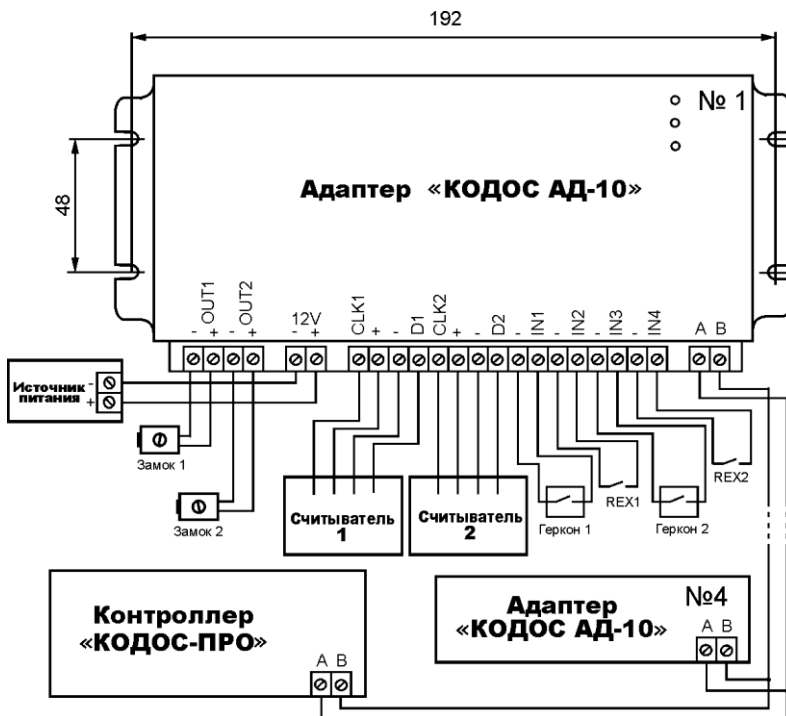 192
№ 1
Адаптер «КОДОС АД-10»
48
- OUT1 + - OUT2 + - 12V + CLK1 + - D1 CLK2 + - D2 - IN1 - IN2 - IN3 - IN4 A B
Источник питания
-
+
Замок 1
Замок 2
Считыватель
1
Считыватель
2
Геркон 1
REX1
Геркон 2
REX2
Контроллер
«КОДОС-ПРО»
A B
№4
Адаптер
«КОДОС АД-10»
A B